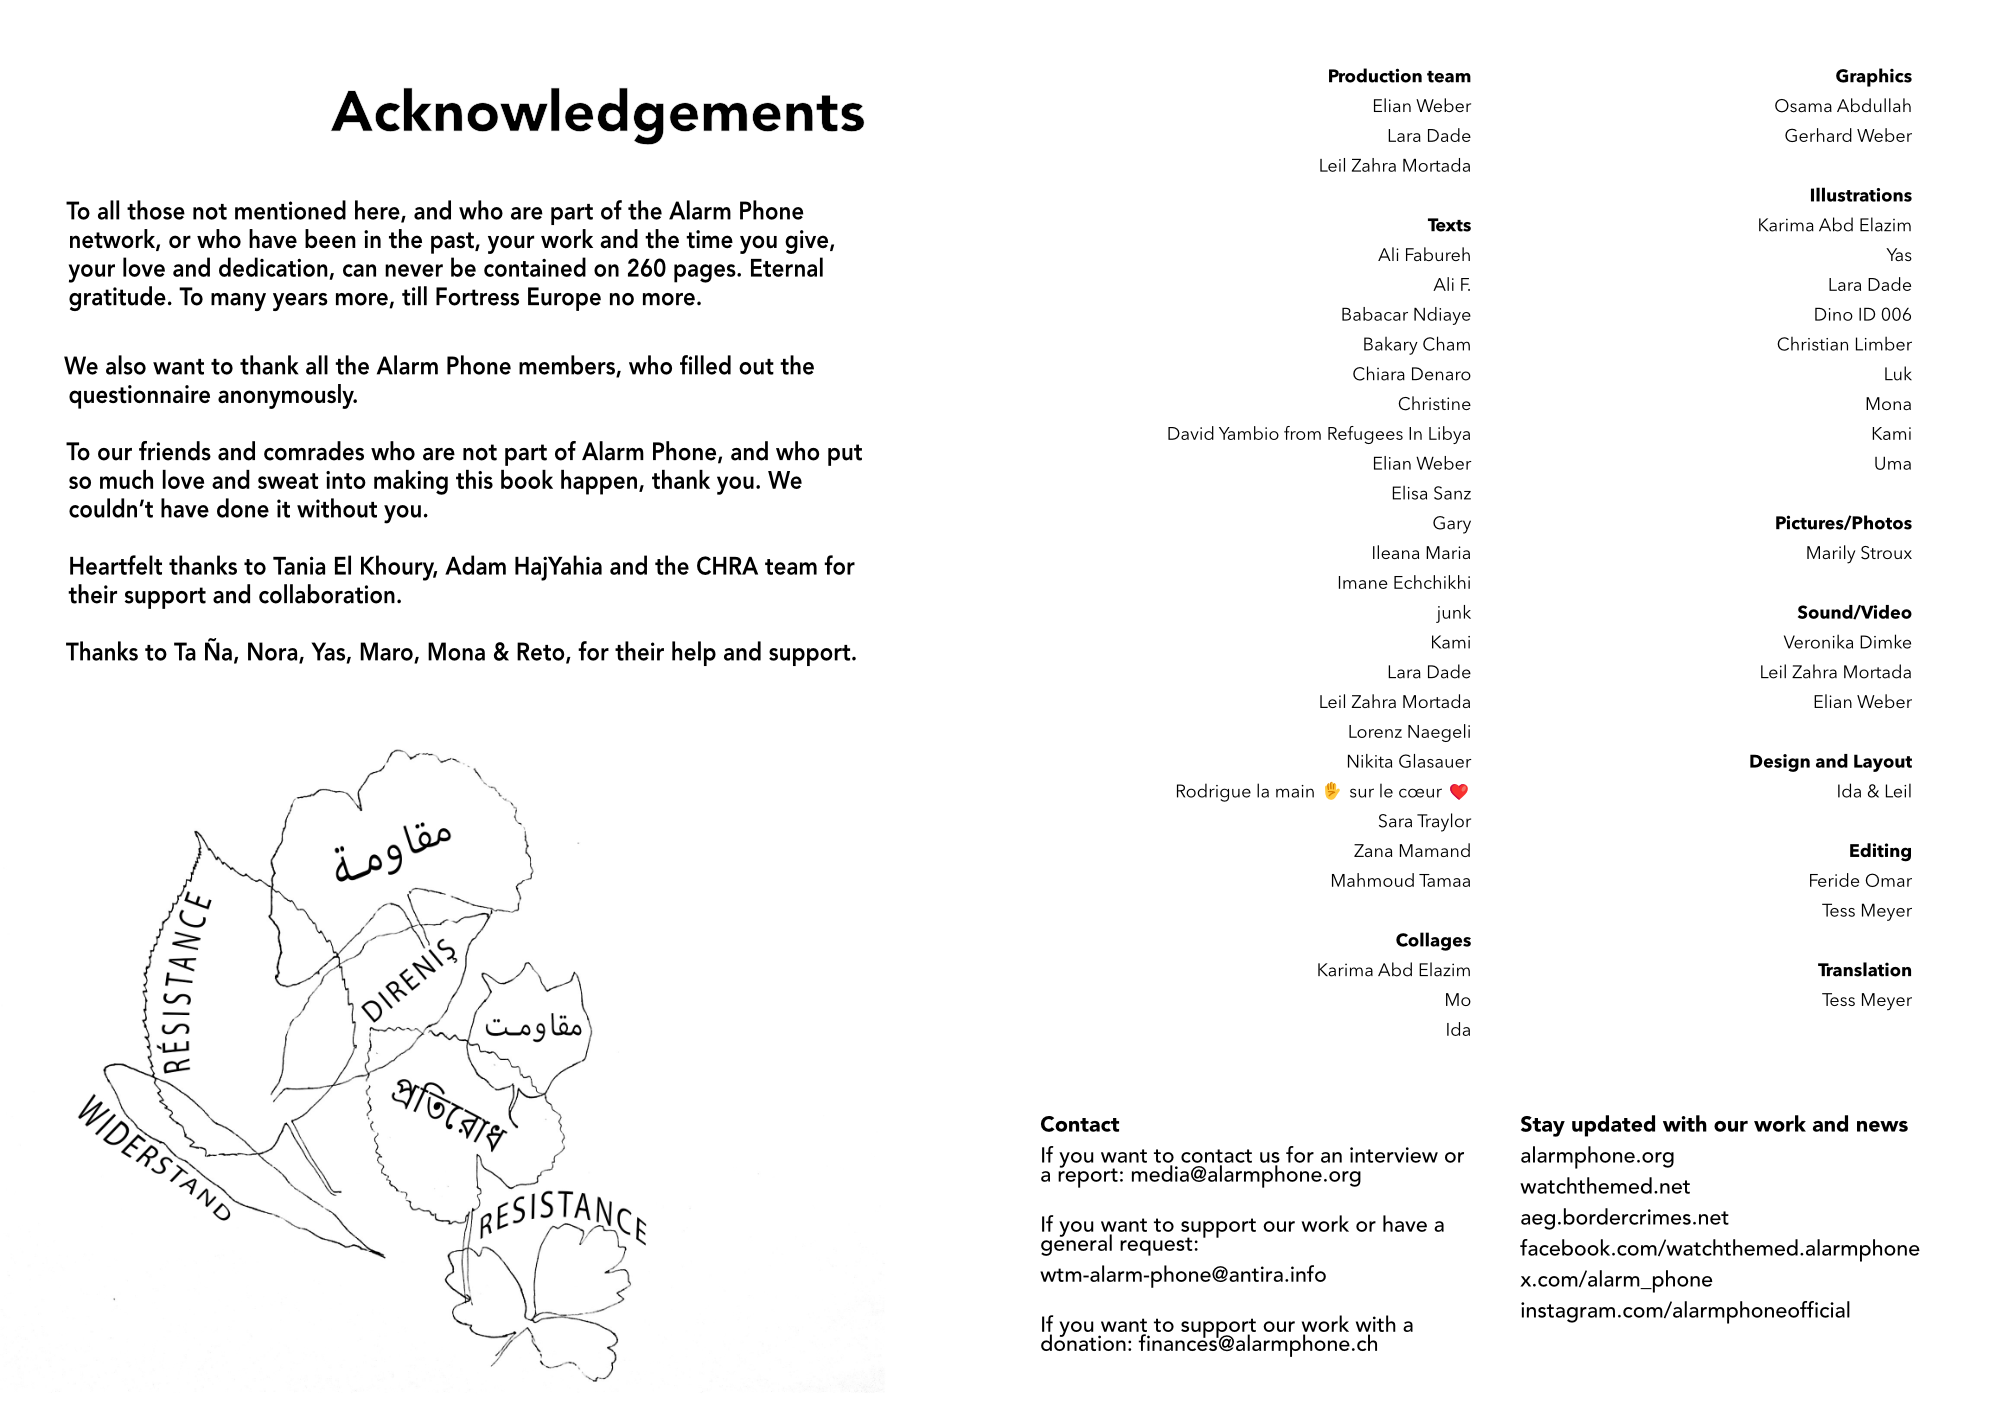 Acknowledgements
To all those not mentioned here, and who are part of the Alarm Phone
network, or who have been in the past, your work and the time you give,
your love and dedication, can never be contained on 260 pages. Eternal
gratitude. To many years more, till Fortress Europe no more.
We also want to thank all the Alarm Phone members, who filled out the
questionnaire anonymously.
To our friends and comrades who are not part of Alarm Phone, and who put
so much love and sweat into making this book happen, thank you. We
couldn't have done it without you.
Heartfelt thanks to Tania El Khoury, Adam HajYahia and the CHRA team for
their support and collaboration.
Thanks to Ta Ña, Nora, Yas, Maro, Mona & Reto, for their help and support.
مقاومة
RÉSISTANCE
DIRENIŞ
مقاومت
প্রতিরোধ
WIDERSTAND
RESISTANCE
Production team
Elian Weber
Lara Dade
Leil Zahra Mortada
Texts
Ali Fabureh
Ali F.
Babacar Ndiaye
Bakary Cham
Chiara Denaro
Christine
David Yambio from Refugees In Libya
Elian Weber
Elisa Sanz
Gary
Ileana Maria
Imane Echchikhi
junk
Kami
Lara Dade
Leil Zahra Mortada
Lorenz Naegeli
Nikita Glasauer
Rodrigue la main ✋ sur le cœur ❤️
Sara Traylor
Zana Mamand
Mahmoud Tamaa
Collages
Karima Abd Elazim
Mo
Ida
Graphics
Osama Abdullah
Gerhard Weber
Illustrations
Karima Abd Elazim
Yas
Lara Dade
Dino ID 006
Christian Limber
Luk
Mona
Kami
Uma
Pictures/Photos
Marily Stroux
Sound/Video
Veronika Dimke
Leil Zahra Mortada
Elian Weber
Design and Layout
Ida & Leil
Editing
Feride Omar
Tess Meyer
Translation
Tess Meyer
Contact
If you want to contact us for an interview or
a report: media@alarmphone.org
If you want to support our work or have a
general request:
wtm-alarm-phone@antira.info
If you want to support our work with a
donation: finances@alarmphone.ch
Stay updated with our work and news
alarmphone.org
watchthemed.net
aeg.bordercrimes.net
facebook.com/watchthemed.alarmphone
x.com/alarm_phone
instagram.com/alarmphoneofficial